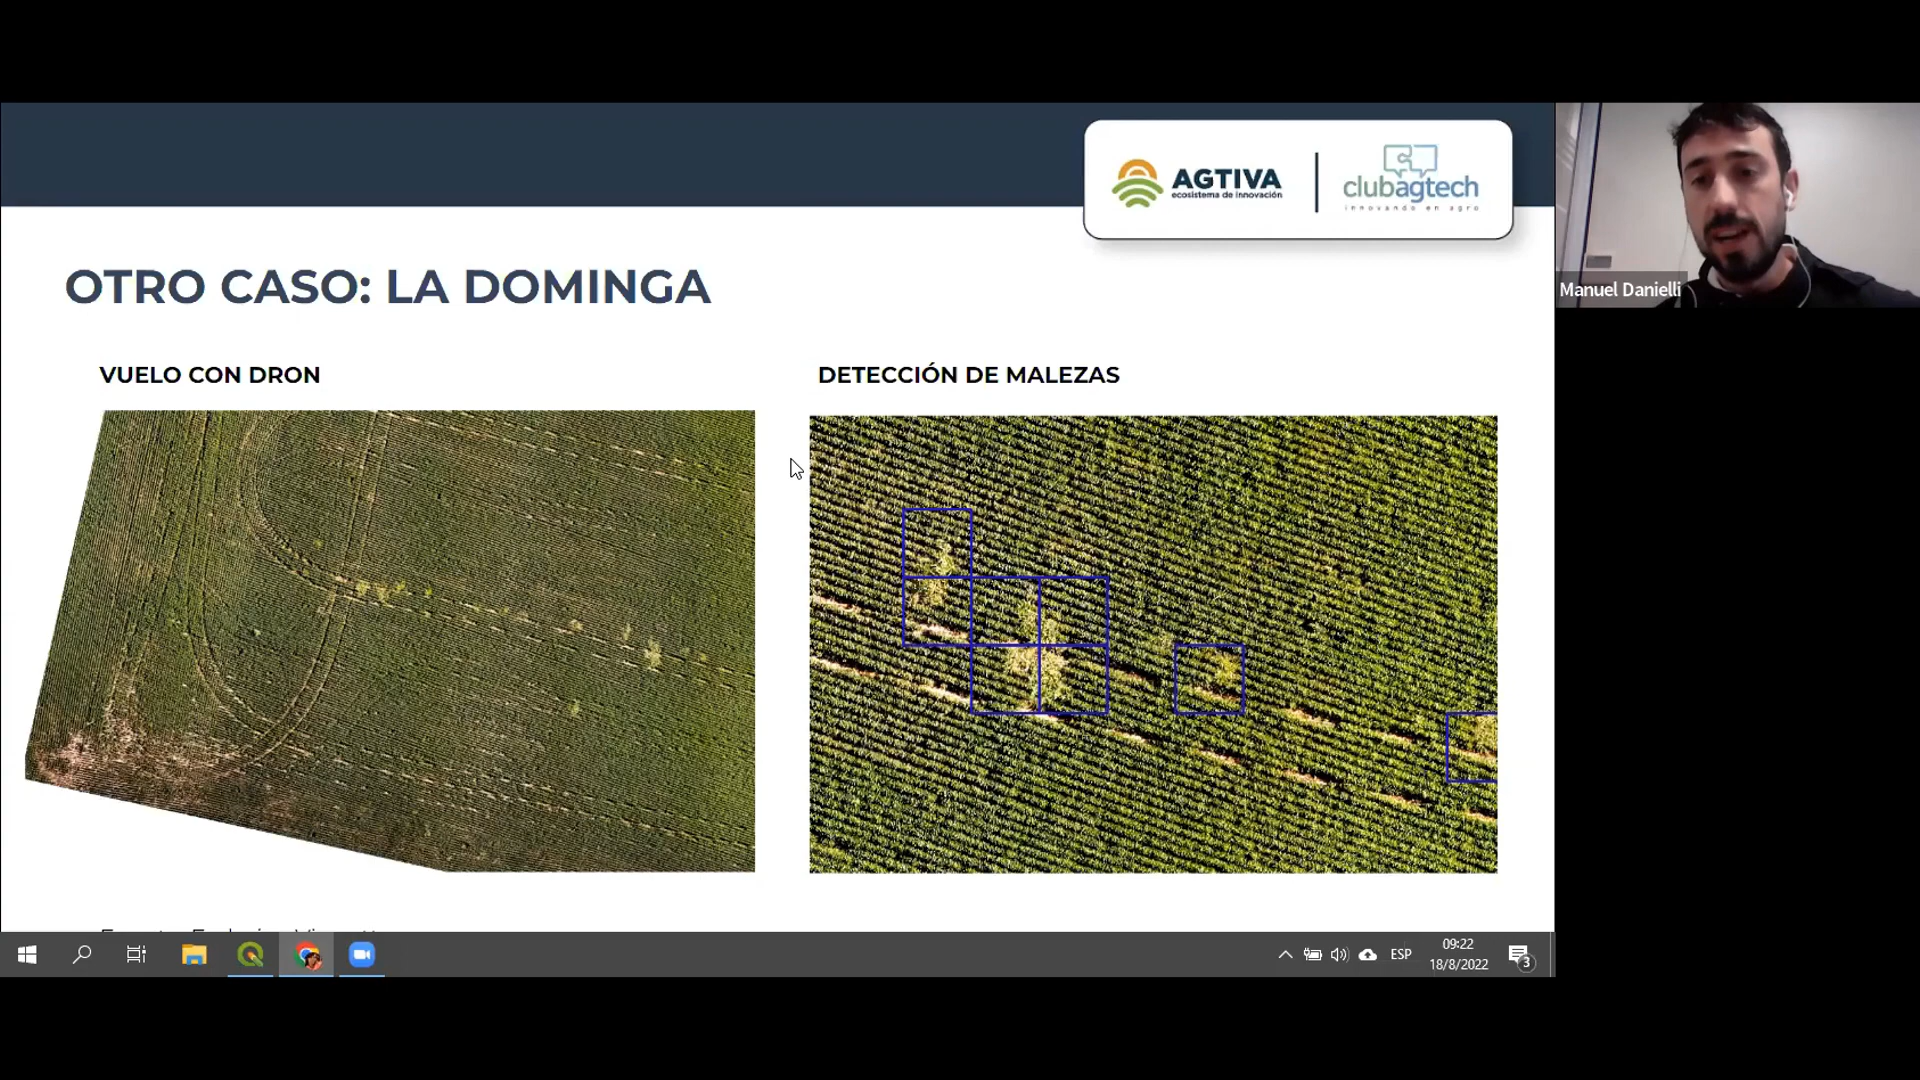 AGTIVA
ecosistema de innovación
clubagtech
innovando en agro
OTRO CASO: LA DOMINGA
Manuel Danielli
VUELO CON DRON
DETECCIÓN DE MALEZAS
ESP
09:22
18/8/2022
3